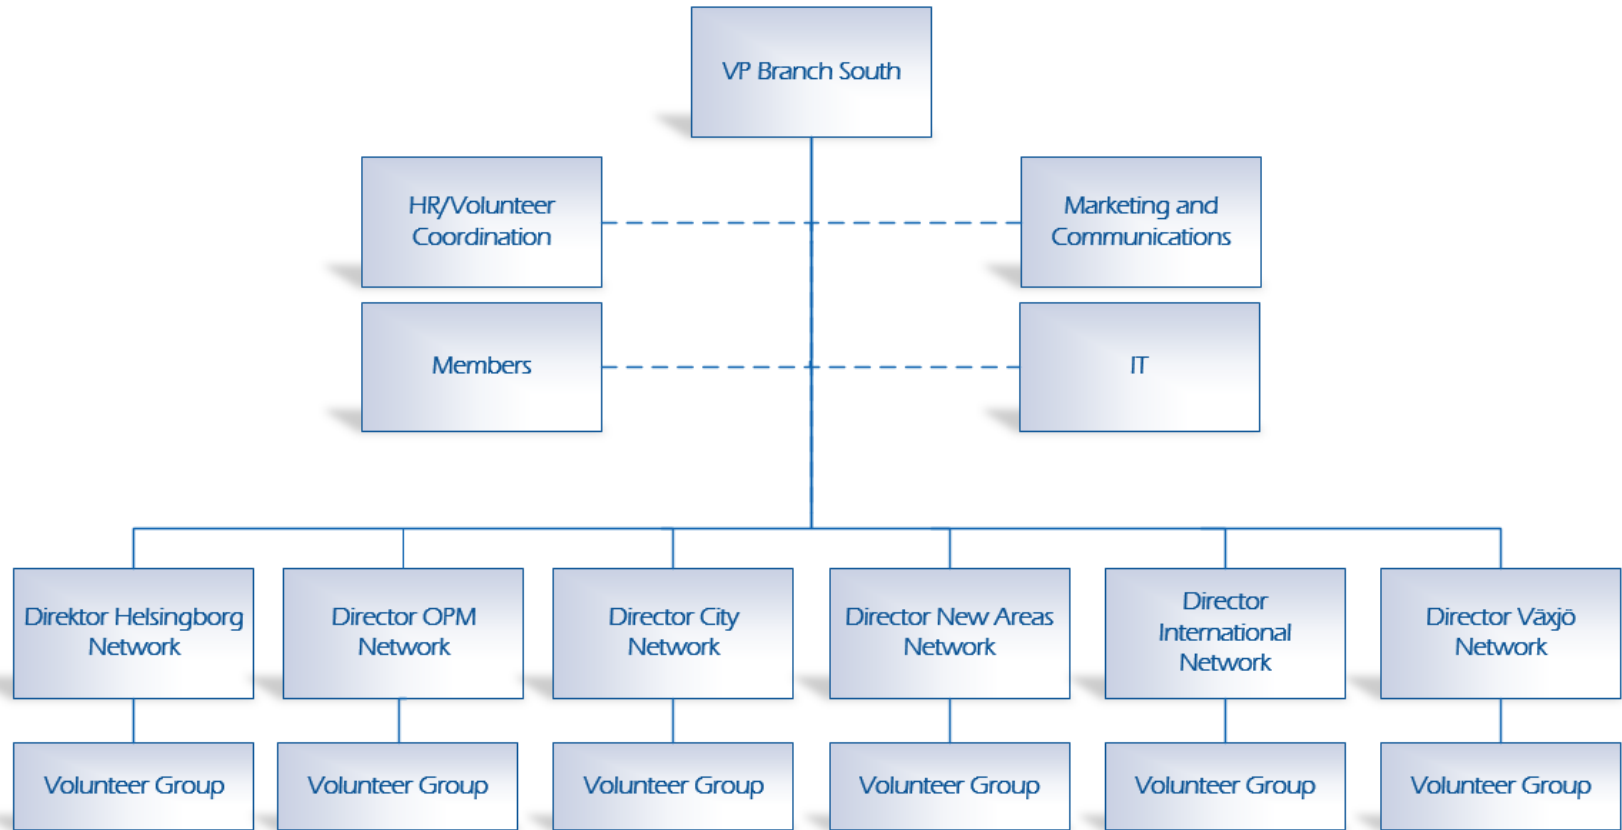 VP Branch South
HR/Volunteer
Coordination
Marketing and
Communications
Members
IT
Direktor Helsingborg
Network
Director OPM
Network
Director City
Network
Director New Areas
Network
Director
International
Network
Director Växjö
Network
Volunteer Group
Volunteer Group
Volunteer Group
Volunteer Group
Volunteer Group
Volunteer Group